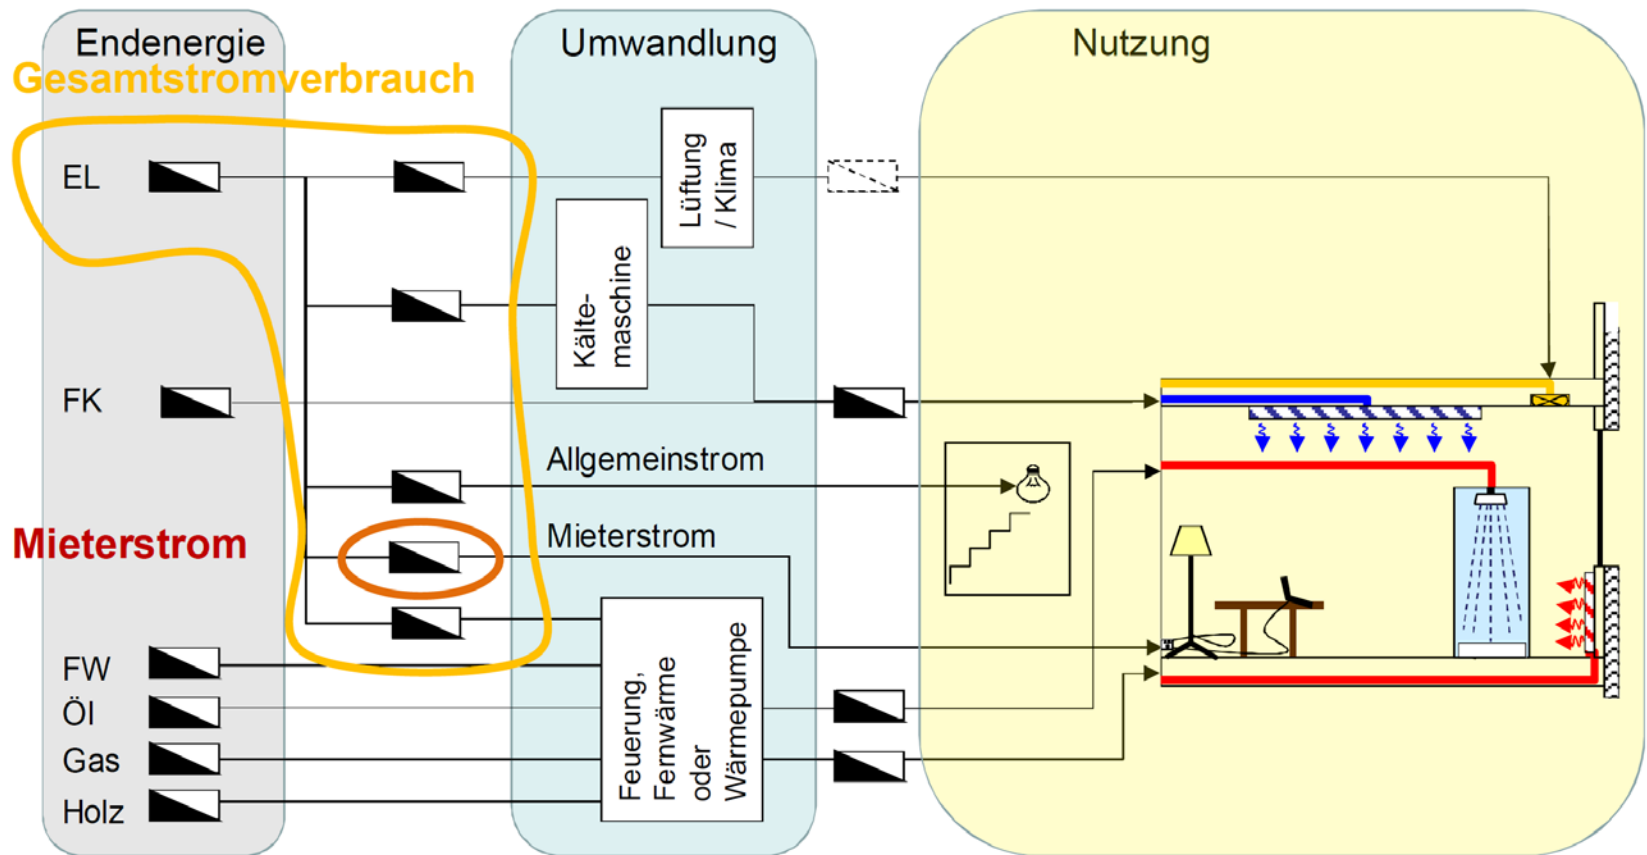 Endenergie
Umwandlung
Nutzung
Gesamtstromverbrauch
EL
Lüftung
/ Klima
Kälte-
maschine
FK
Allgemeinstrom
Mieterstrom
Mieterstrom
FW
Öl
Gas
Holz
Feuerung,
Fernwärme
oder
Wärmepumpe